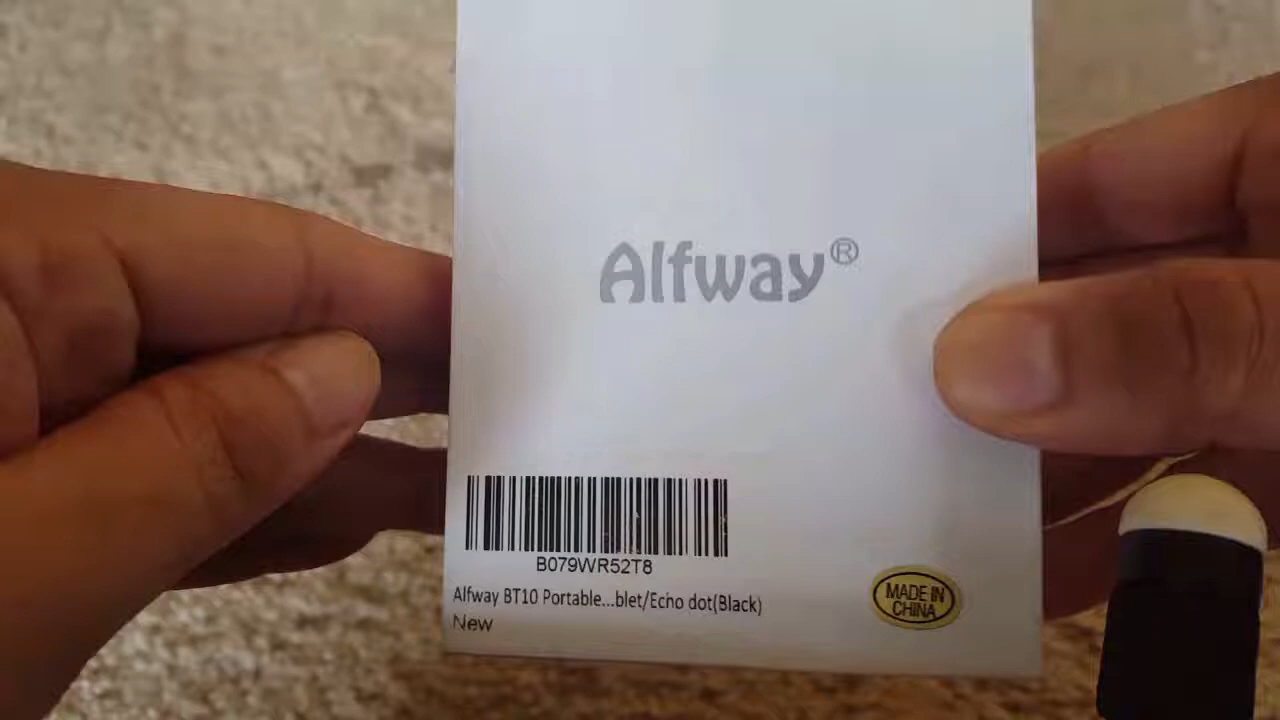 Alfway®
B079WR52T8
Alfway BT10 Portable...blet/Echo dot(Black)
New
MADE IN
CHINA